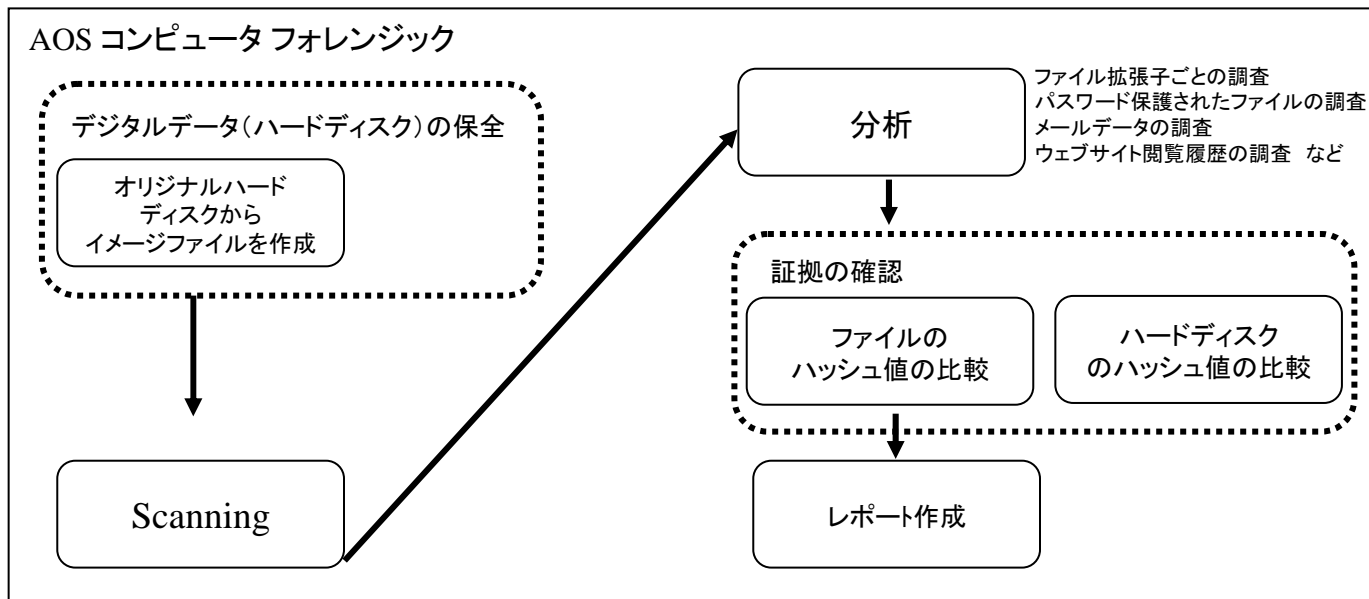 AOS コンピュータ フォレンジック
デジタルデータ（ハードディスク）の保全
オリジナルハード
ディスクから
イメージファイルを作成
Scanning
分析
ファイル拡張子ごとの調査
パスワード保護されたファイルの調査
メールデータの調査
ウェブサイト閲覧履歴の調査　など
証拠の確認
ファイルの
ハッシュ値の比較
ハードディスク
のハッシュ値の比較
レポート作成